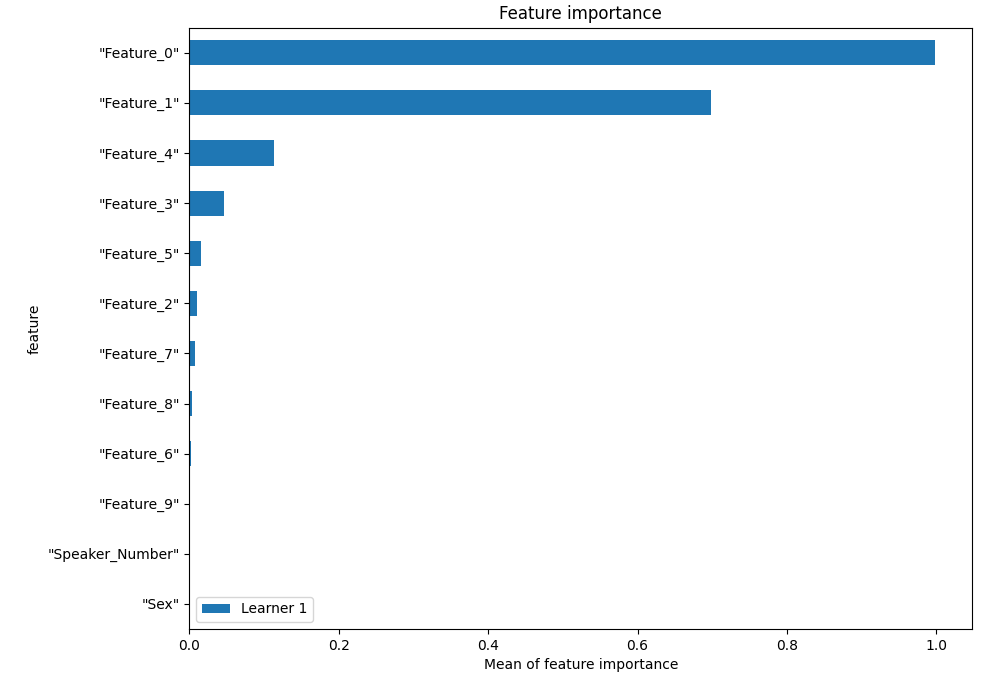 Feature importance
"Feature_0"
"Feature_1"
"Feature_4"
"Feature_3"
"Feature_5"
"Feature_2"
"Feature_7"
"Feature_8"
"Feature_6"
"Feature_9"
"Speaker_Number"
"Sex"
feature
Learner 1
0.0 0.2 0.4 0.6 0.8 1.0
Mean of feature importance